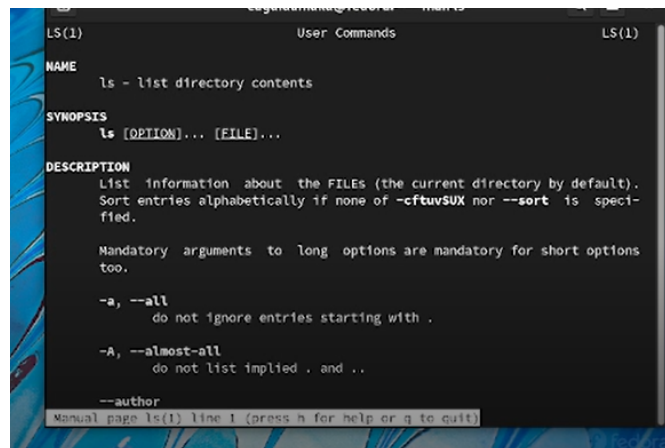 LS(1) User Commands LS(1)
NAME
ls - list directory contents
SYNOPSIS
ls [OPTION]... [FILE]...
DESCRIPTION
List information about the FILEs (the current directory by default).
Sort entries alphabetically if none of -cftuvSUX nor --sort is speci-
fied.
Mandatory arguments to long options are mandatory for short options
too.
-a, --all
do not ignore entries starting with .
-A, --almost-all
do not list implied . and ..
--author
Manual page ls(1) line 1 (press h for help or q to quit)